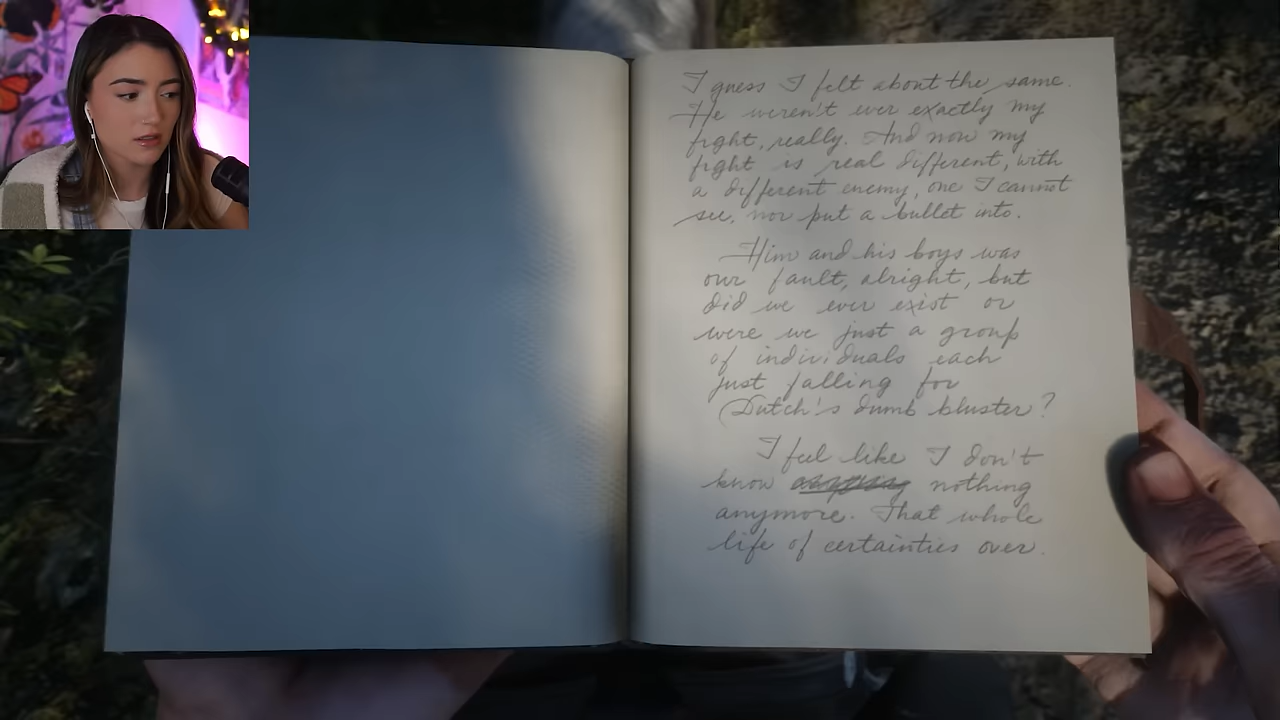 I guess I felt about the same.
He weren't ever exactly my
fight, really. And now my
fight is real different, with
a different enemy, one I cannot
see, nor put a bullet into.
Him and his boys was
our fault, alright, but
did we ever exist or
were we just a group
of individuals each
just falling for
Dutch's dumb bluster?
I feel like I don't
know nothing
anymore. That whole
life of certainties over.